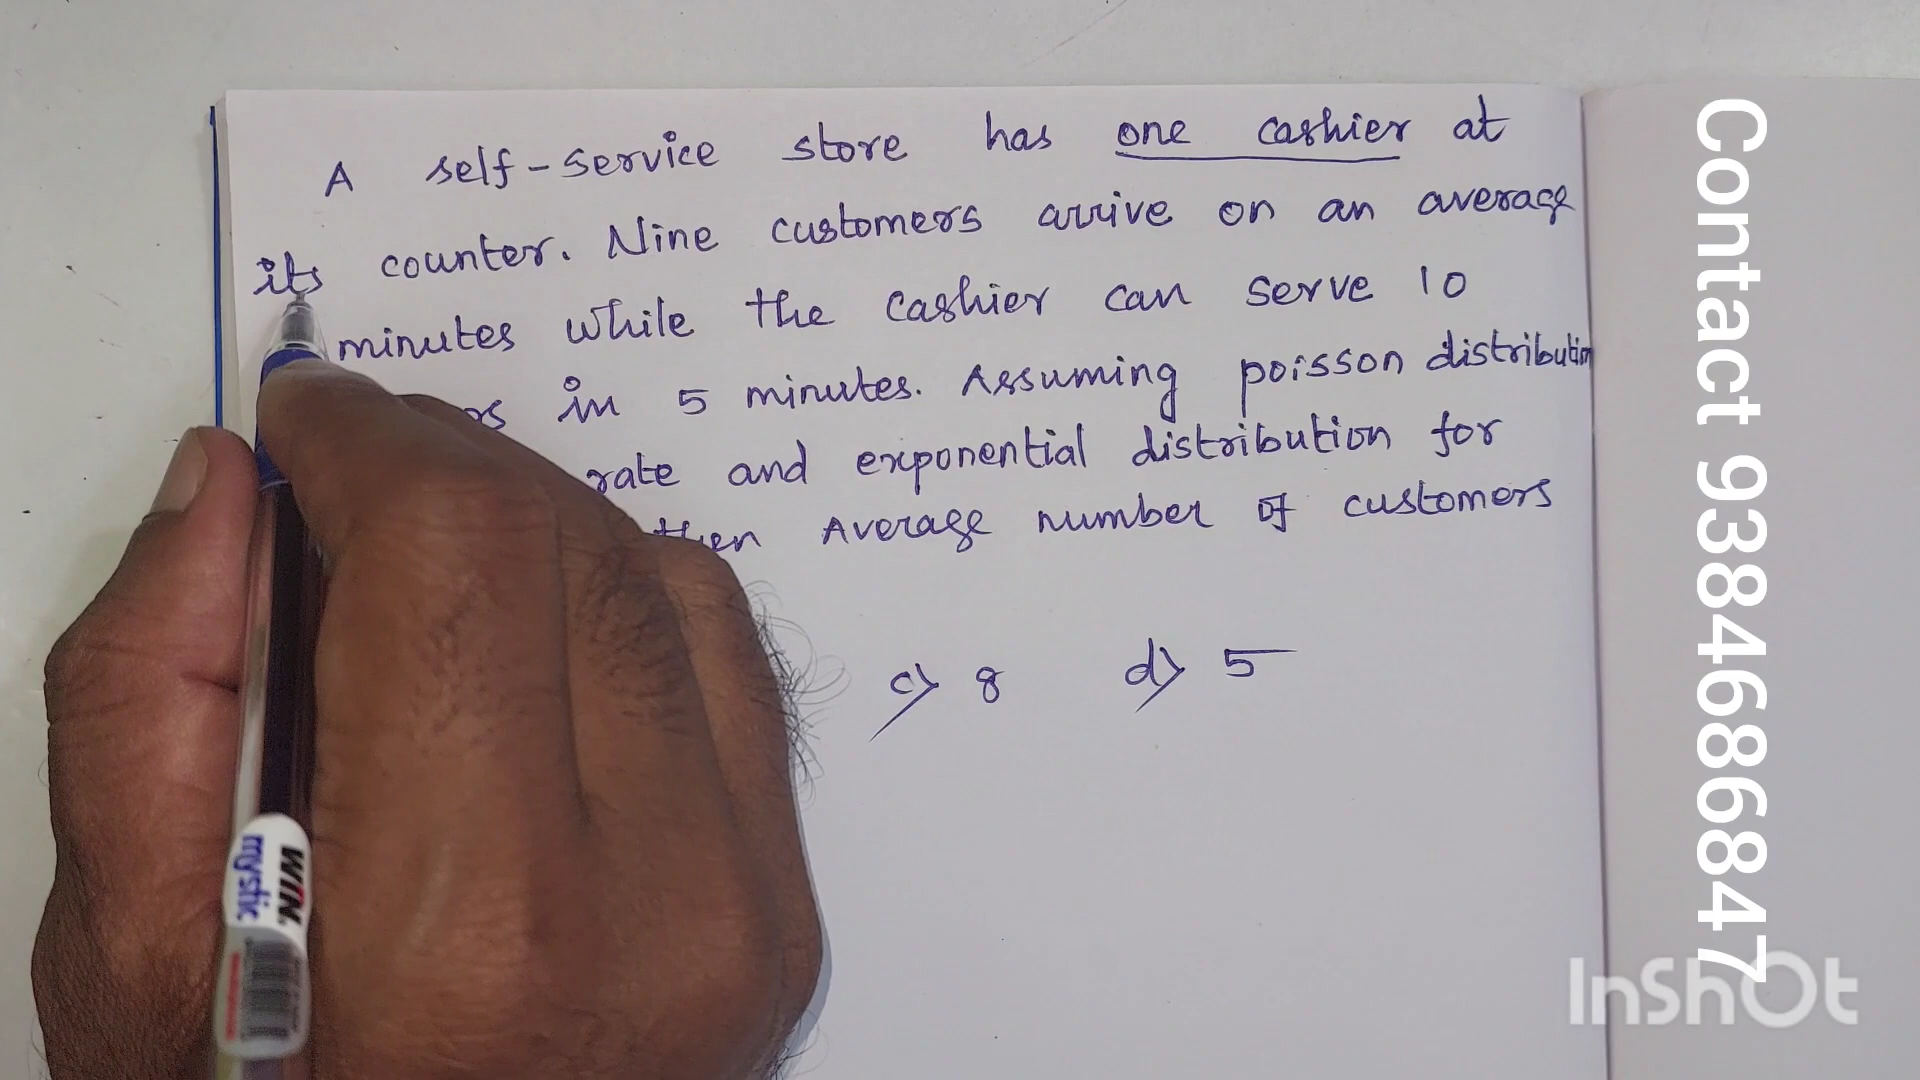 A self-service store has one cashier at
its counter. Nine customers arrive on an average
minutes while the cashier can serve 10
in 5 minutes. Assuming poisson distribution
rate and exponential distribution for
then Average number of customers
c) 8 d) 5
Contact 9384686847
InShOt
WIN
mystic